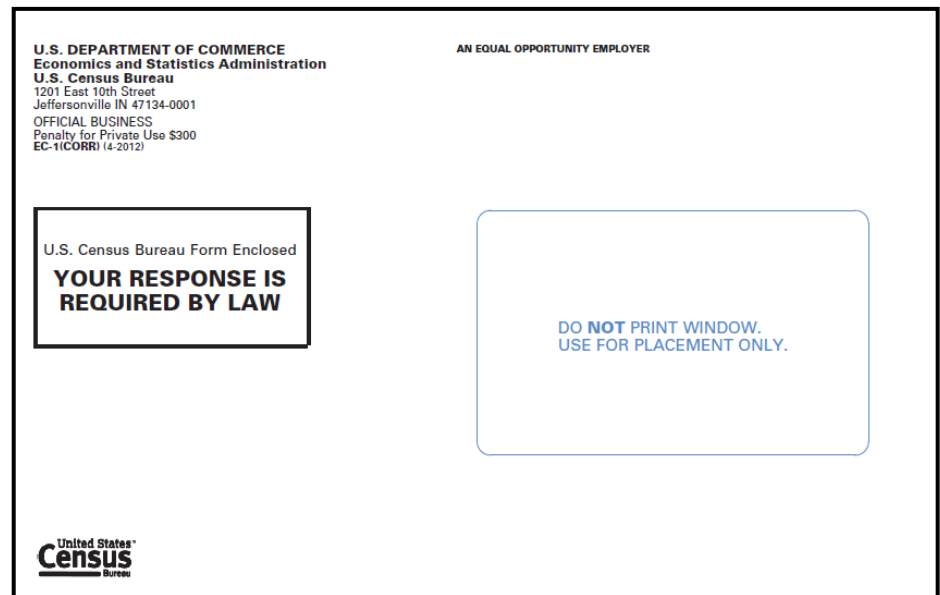 U.S. DEPARTMENT OF COMMERCE
Economics and Statistics Administration
U.S. Census Bureau
1201 East 10th Street
Jeffersonville IN 47134-0001
OFFICIAL BUSINESS
Penalty for Private Use $300
EC-1(CORR) (4-2012)
AN EQUAL OPPORTUNITY EMPLOYER
U.S. Census Bureau Form Enclosed
YOUR RESPONSE IS
REQUIRED BY LAW
DO NOT PRINT WINDOW.
USE FOR PLACEMENT ONLY.
United States™
Census
Bureau